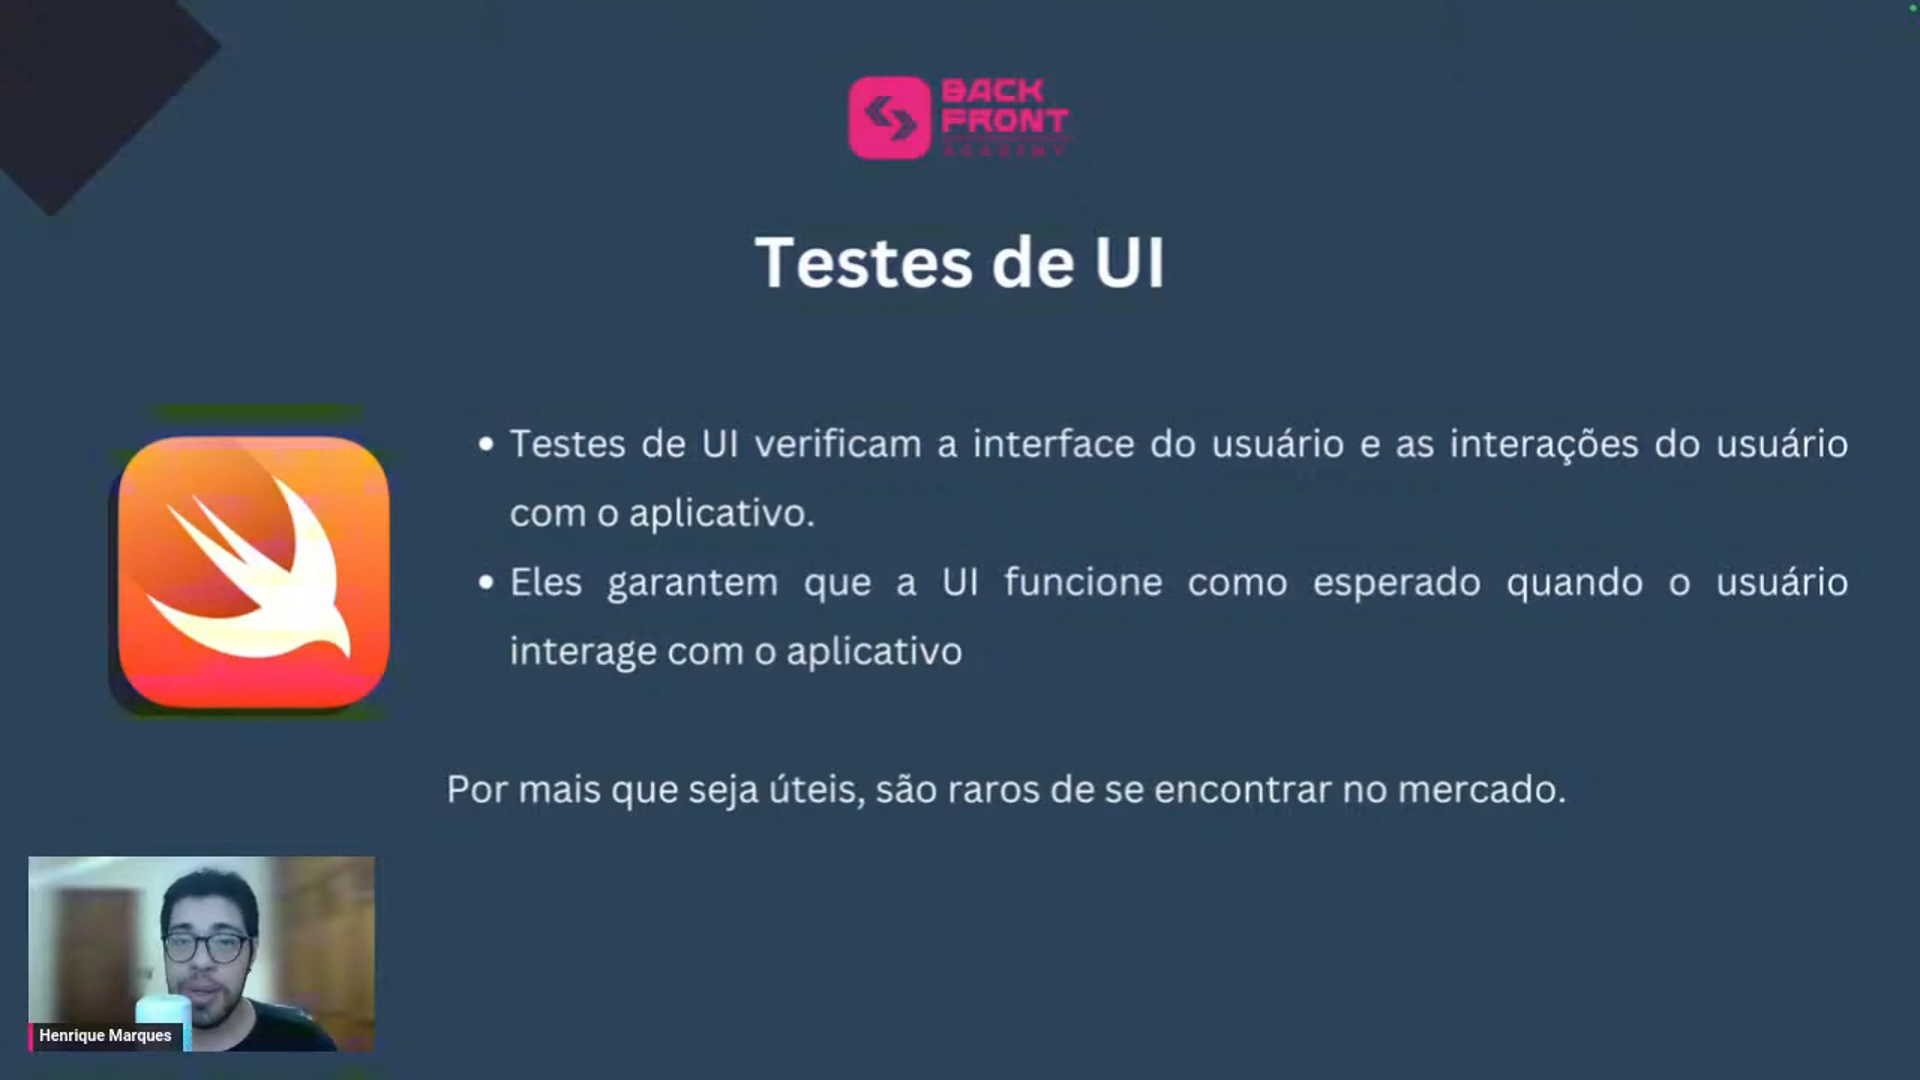 BACK
FRONT
ACADEMY
Testes de UI
• Testes de UI verificam a interface do usuário e as interações do usuário
com o aplicativo.
• Eles garantem que a UI funcione como esperado quando o usuário
interage com o aplicativo
Por mais que seja úteis, são raros de se encontrar no mercado.
Henrique Marques